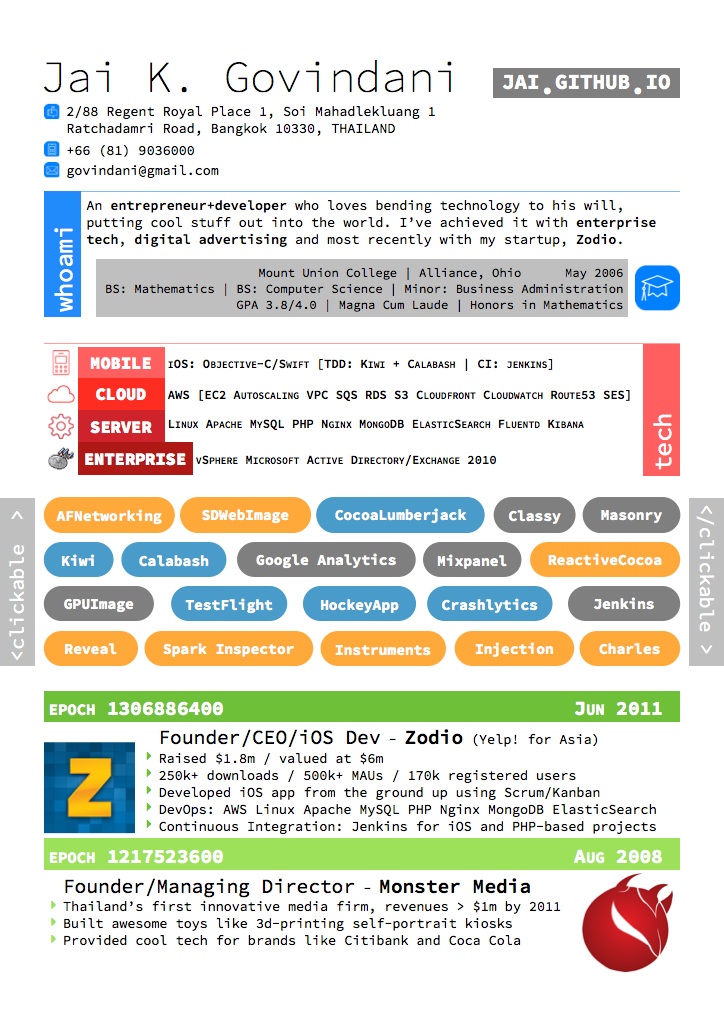 Jai K. Govindani
JAI.GITHUB.IO
2/88 Regent Royal Place 1, Soi Mahadlekluang 1
Ratchadamri Road, Bangkok 10330, THAILAND
+66 (81) 9036000
govindani@gmail.com
whoami
An entrepreneur+developer who loves bending technology to his will,
putting cool stuff out into the world. I've achieved it with enterprise
tech, digital advertising and most recently with my startup, Zodio.
Mount Union College | Alliance, Ohio May 2006
BS: Mathematics | BS: Computer Science | Minor: Business Administration
GPA 3.8/4.0 | Magna Cum Laude | Honors in Mathematics
tech
MOBILE iOS: Objective-C/Swift [TDD: Kiwi + Calabash | CI: jenkins]
CLOUD AWS [EC2 Autoscaling VPC SQS RDS S3 Cloudfront Cloudwatch Route53 SES]
SERVER Linux Apache MySQL PHP Nginx MongoDB ElasticSearch Fluentd Kibana
ENTERPRISE vSphere Microsoft Active Directory/Exchange 2010
<clickable >
AFNetworking SDWebImage CocoaLumberjack Classy Masonry
Kiwi Calabash Google Analytics Mixpanel ReactiveCocoa
GPUImage TestFlight HockeyApp Crashlytics Jenkins
Reveal Spark Inspector Instruments Injection Charles
</clickable >
epoch 1306886400 Jun 2011
Z
Founder/CEO/iOS Dev - Zodio (Yelp! for Asia)
Raised $1.8m / valued at $6m
250k+ downloads / 500k+ MAUs / 170k registered users
Developed iOS app from the ground up using Scrum/Kanban
DevOps: AWS Linux Apache MySQL PHP Nginx MongoDB ElasticSearch
Continuous Integration: Jenkins for iOS and PHP-based projects
epoch 1217523600 Aug 2008
Founder/Managing Director - Monster Media
Thailand's first innovative media firm, revenues > $1m by 2011
Built awesome toys like 3d-printing self-portrait kiosks
Provided cool tech for brands like Citibank and Coca Cola